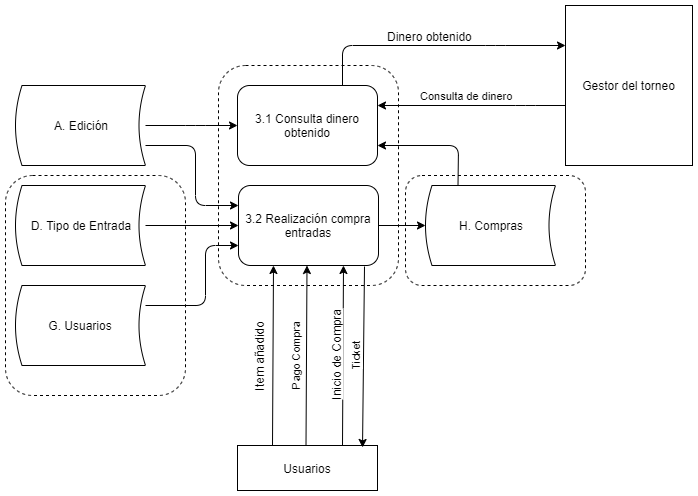 Dinero obtenido
Gestor del torneo
Consulta de dinero
A. Edición
3.1 Consulta dinero
obtenido
D. Tipo de Entrada
3.2 Realización compra
entradas
H. Compras
G. Usuarios
Item añadido
Pago Compra
Inicio de Compra
Ticket
Usuarios